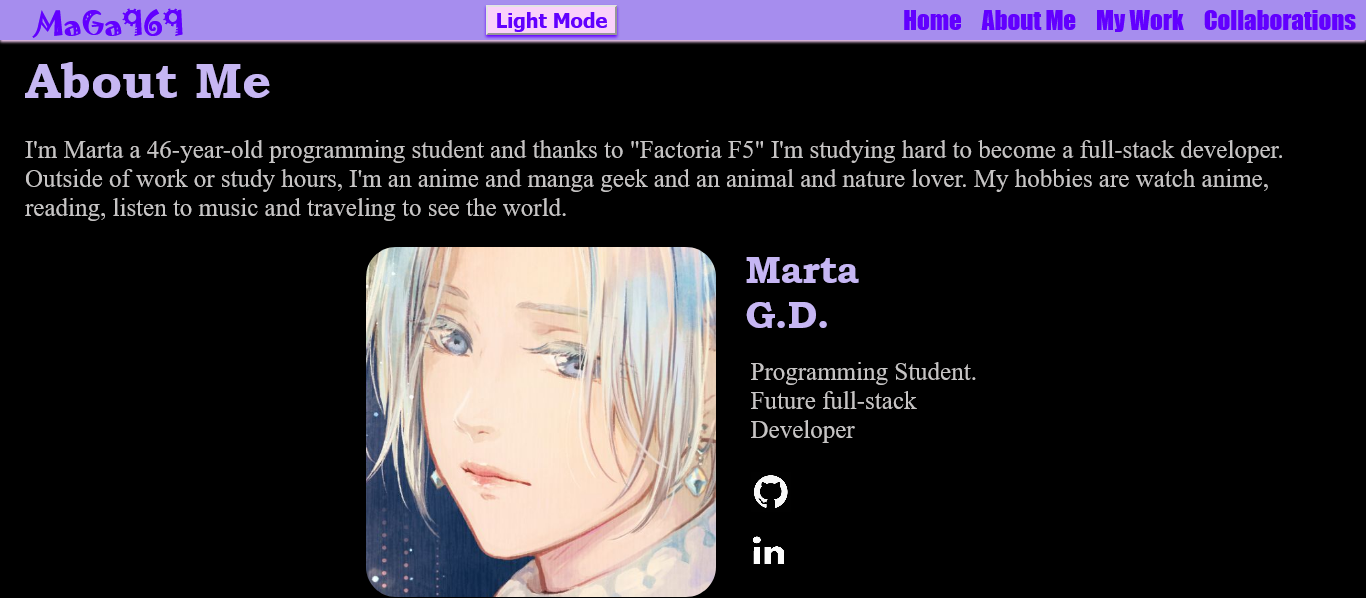 MaGa969
Light Mode
Home About Me My Work Collaborations
About Me
I'm Marta a 46-year-old programming student and thanks to "Factoria F5" I'm studying hard to become a full-stack developer.
Outside of work or study hours, I'm an anime and manga geek and an animal and nature lover. My hobbies are watch anime,
reading, listen to music and traveling to see the world.
Marta
G.D.
Programming Student.
Future full-stack
Developer
in